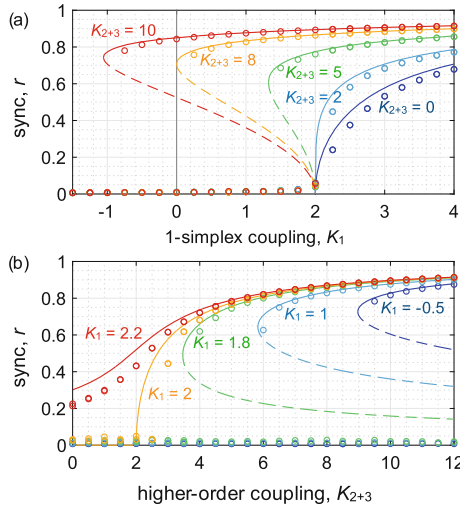 (a)
1
0.8
0.6
0.4
0.2
0
sync, r
K2+3 = 10
K2+3 = 8
K2+3 = 5
K2+3 = 2
K2+3 = 0
-1 0 1 2 3 4
1-simplex coupling, K1
(b)
1
0.8
0.6
0.4
0.2
0
sync, r
K1 = 2.2
K1 = 2
K1 = 1.8
K1 = 1
K1 = -0.5
0 2 4 6 8 10 12
higher-order coupling, K2+3